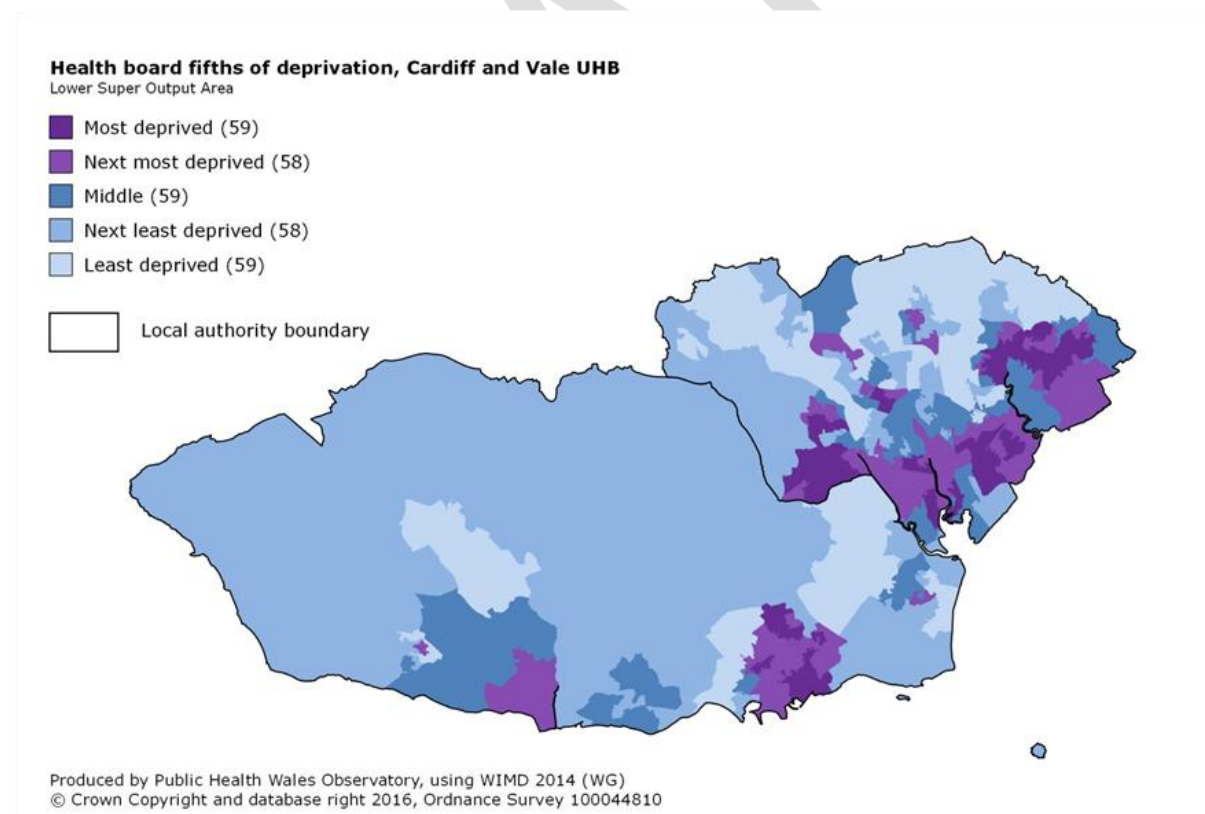 Health board fifths of deprivation, Cardiff and Vale UHB
Lower Super Output Area
Most deprived (59)
Next most deprived (58)
Middle (59)
Next least deprived (58)
Least deprived (59)
Local authority boundary
Produced by Public Health Wales Observatory, using WIMD 2014 (WG)
© Crown Copyright and database right 2016, Ordnance Survey 100044810